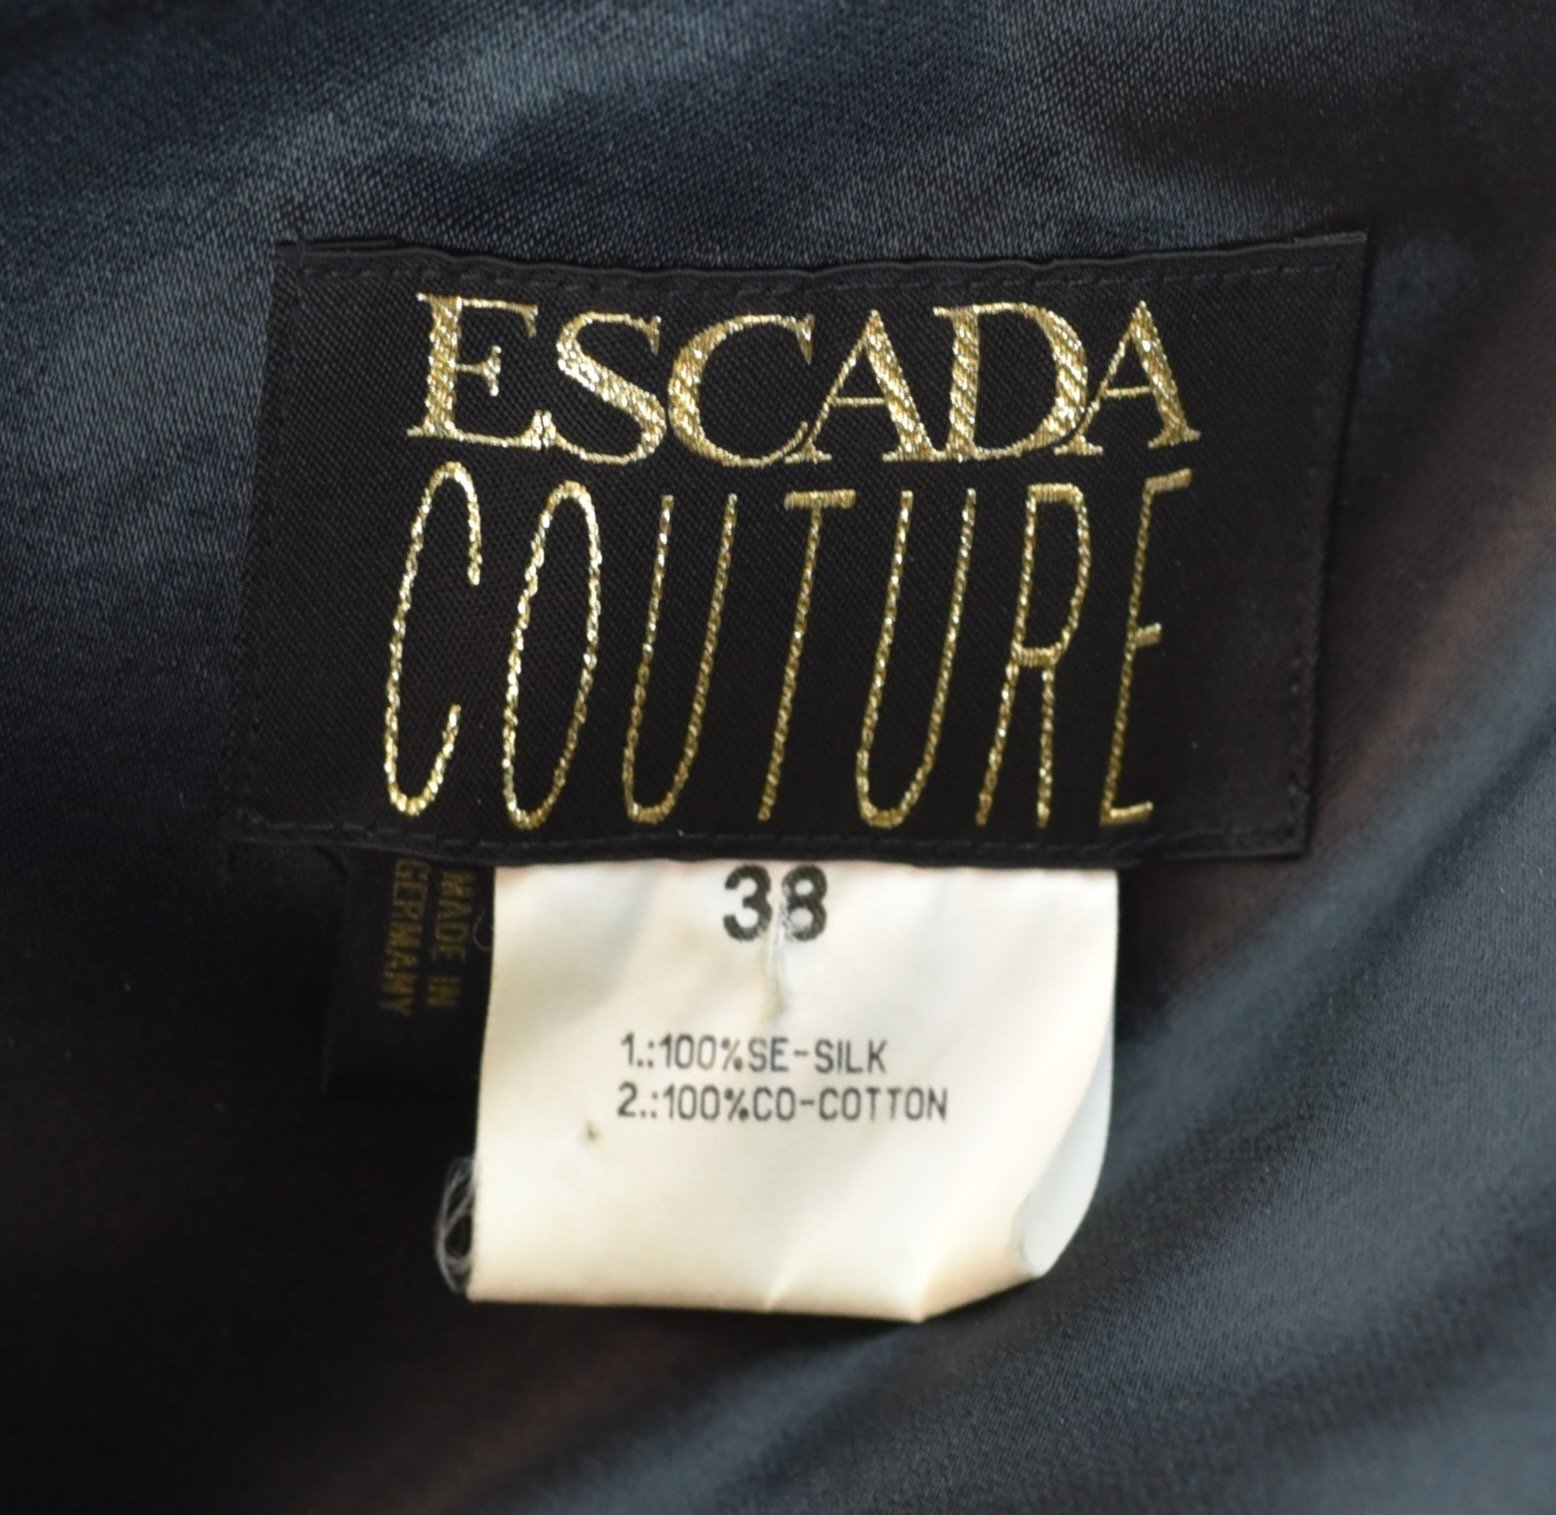 ESCADA
COUTURE
MADE IN
GERMANY
38
1.:100%SE-SILK
2.:100%CO-COTTON